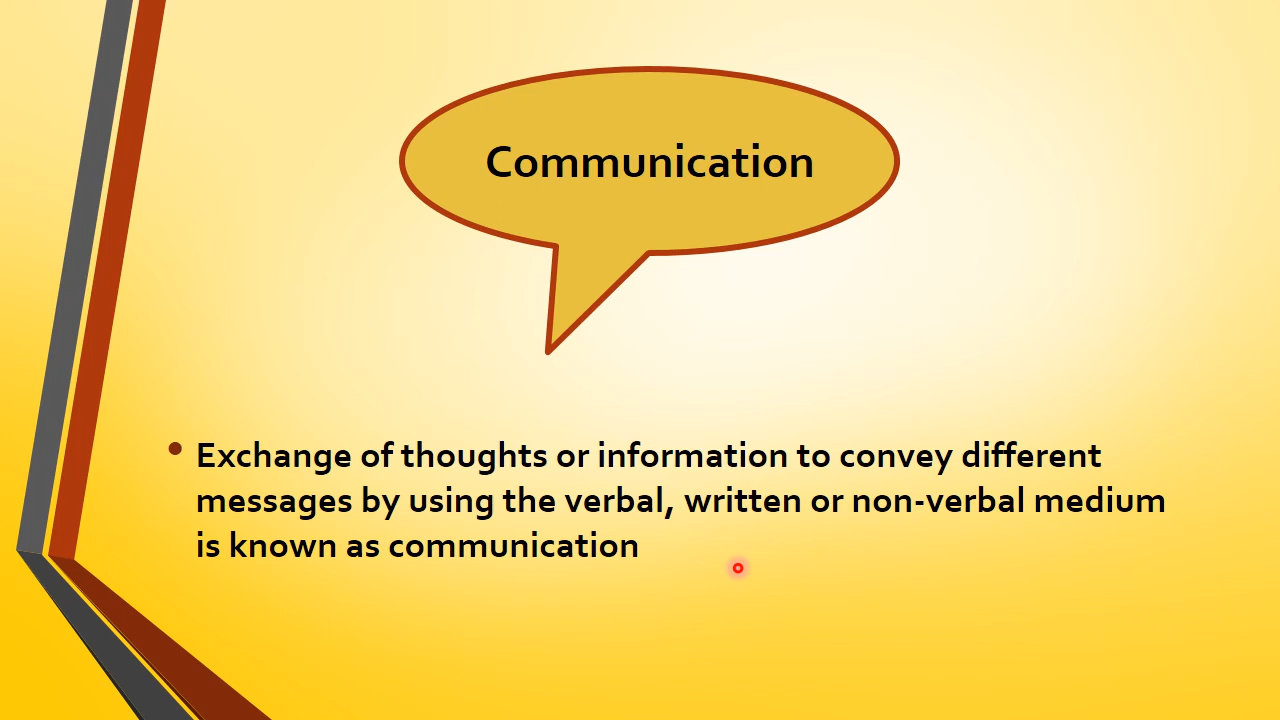 Communication
• Exchange of thoughts or information to convey different
messages by using the verbal, written or non-verbal medium
is known as communication